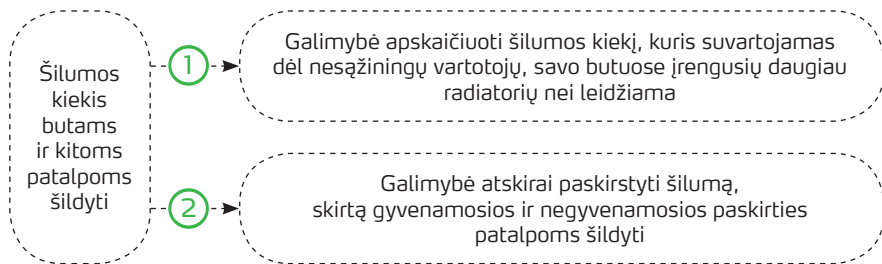 Šilumos
kiekis
butams
ir kitoms
patalpoms
šildyti
1
Galimybė apskaičiuoti šilumos kiekį, kuris suvartojamas
dėl nesąžiningų vartotojų, savo butuose įrengusių daugiau
radiatorių nei leidžiama
2
Galimybė atskirai paskirstyti šilumą,
skirtą gyvenamosios ir negyvenamosios paskirties
patalpoms šildyti